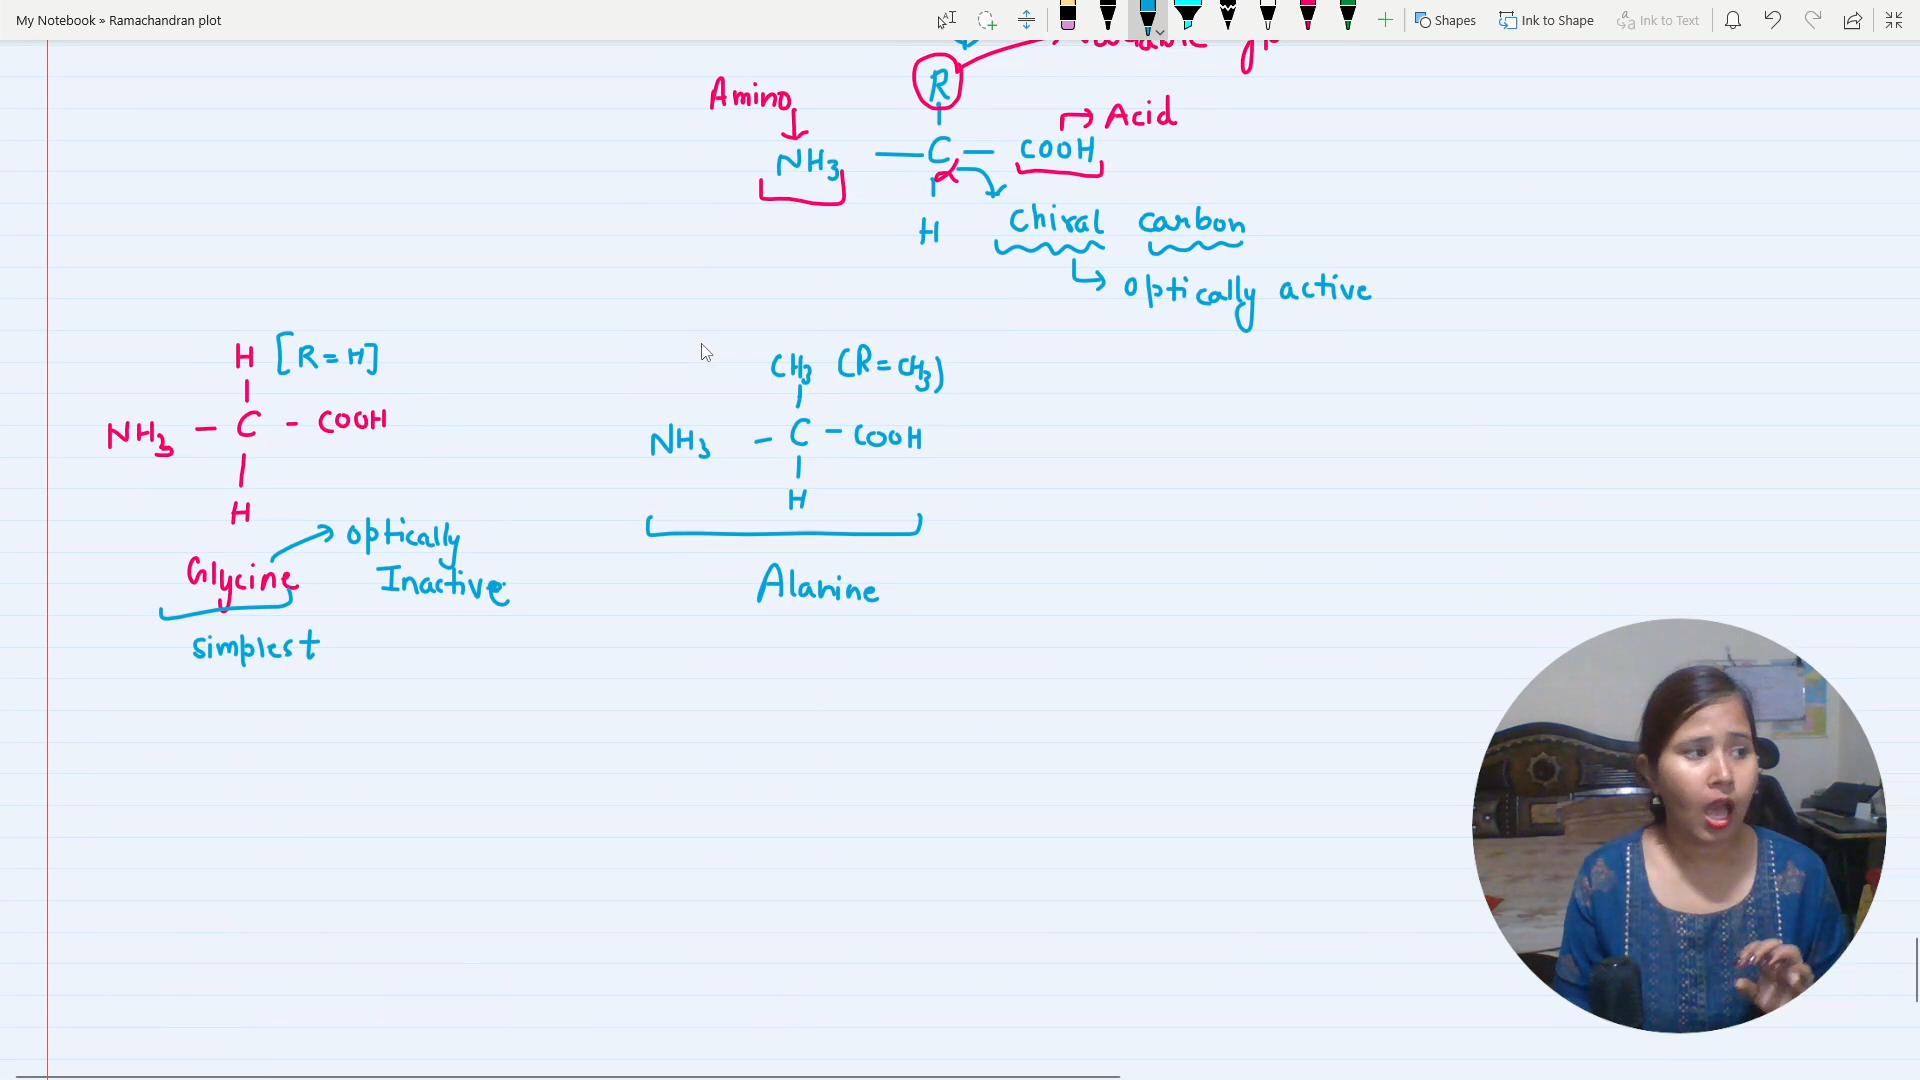 My Notebook » Ramachandran plot
Shapes
Ink to Shape
Ink to Text
R
Amino
Acid
NH3 — C — COOH
α
H
Chiral carbon
optically active
H [R = H]
NH3 - C - COOH
H
Glycine
optically
Inactive
simplest
CH3 (R = CH3)
NH3 - C - COOH
H
Alanine